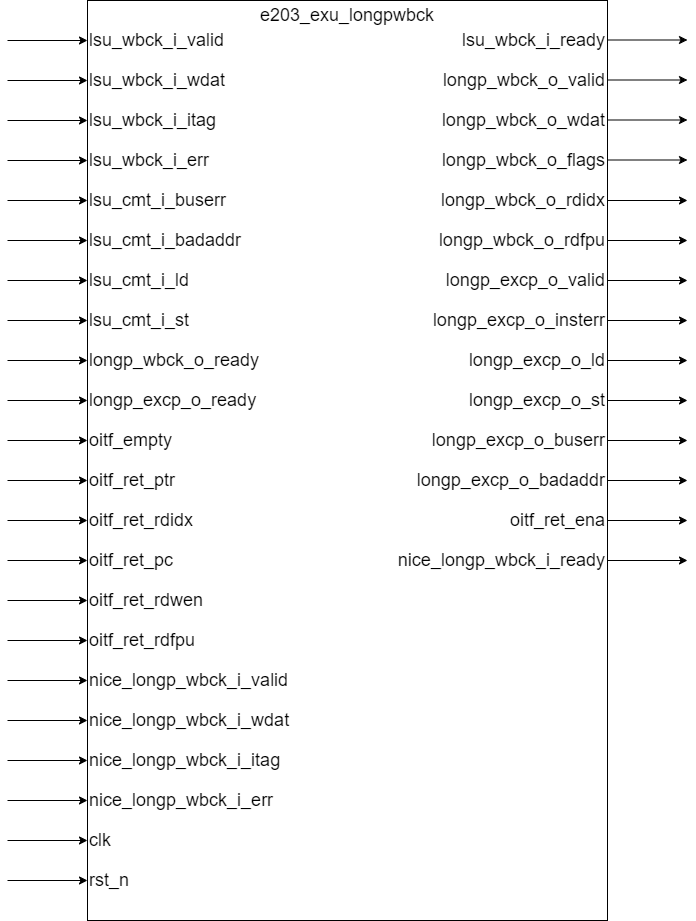 e203_exu_longpwbck
lsu_wbck_i_valid
lsu_wbck_i_wdat
lsu_wbck_i_itag
lsu_wbck_i_err
lsu_cmt_i_buserr
lsu_cmt_i_badaddr
lsu_cmt_i_ld
lsu_cmt_i_st
longp_wbck_o_ready
longp_excp_o_ready
oitf_empty
oitf_ret_ptr
oitf_ret_rdidx
oitf_ret_pc
oitf_ret_rdwen
oitf_ret_rdfpu
nice_longp_wbck_i_valid
nice_longp_wbck_i_wdat
nice_longp_wbck_i_itag
nice_longp_wbck_i_err
clk
rst_n
lsu_wbck_i_ready
longp_wbck_o_valid
longp_wbck_o_wdat
longp_wbck_o_flags
longp_wbck_o_rdidx
longp_wbck_o_rdfpu
longp_excp_o_valid
longp_excp_o_insterr
longp_excp_o_ld
longp_excp_o_st
longp_excp_o_buserr
longp_excp_o_badaddr
oitf_ret_ena
nice_longp_wbck_i_ready